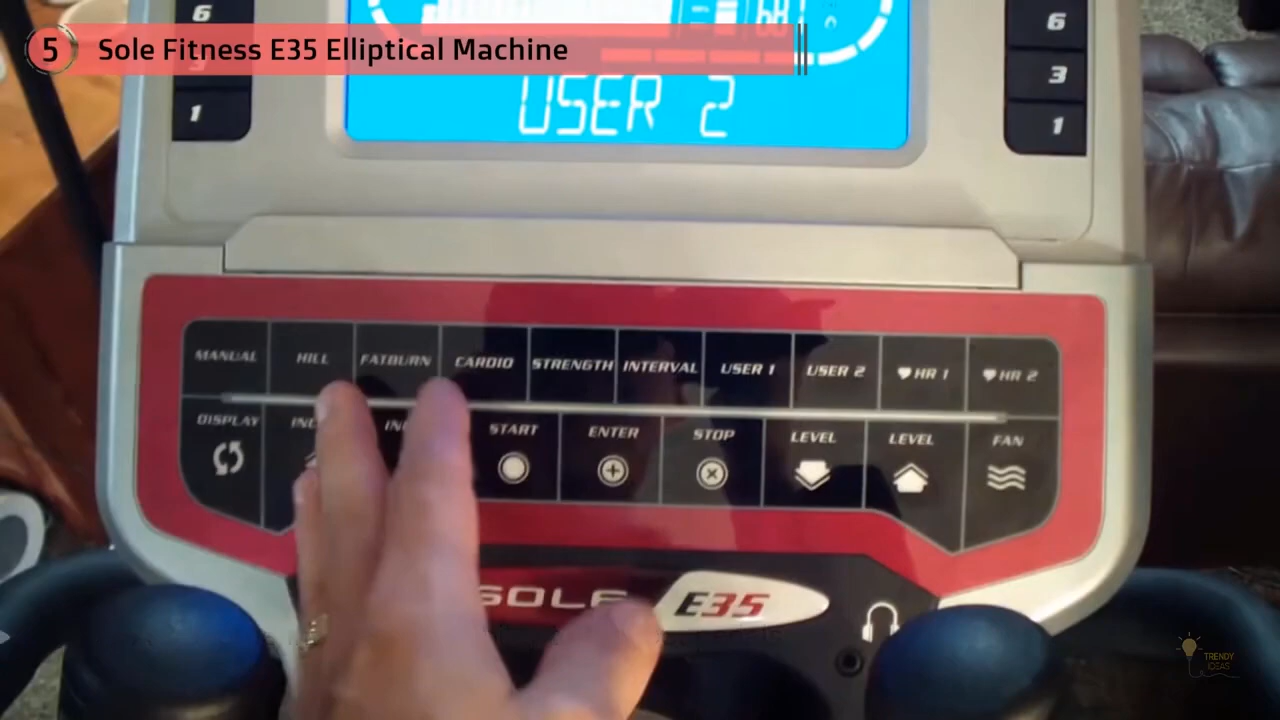 5 Sole Fitness E35 Elliptical Machine
6
6
3
3
1
1
USER 2
MANUAL HILL FATBURN CARDIO STRENGTH INTERVAL USER 1 USER 2 HR 1 HR 2
DISPLAY START ENTER STOP LEVEL LEVEL FAN
SOLE E35
TRENDY
IDEAS